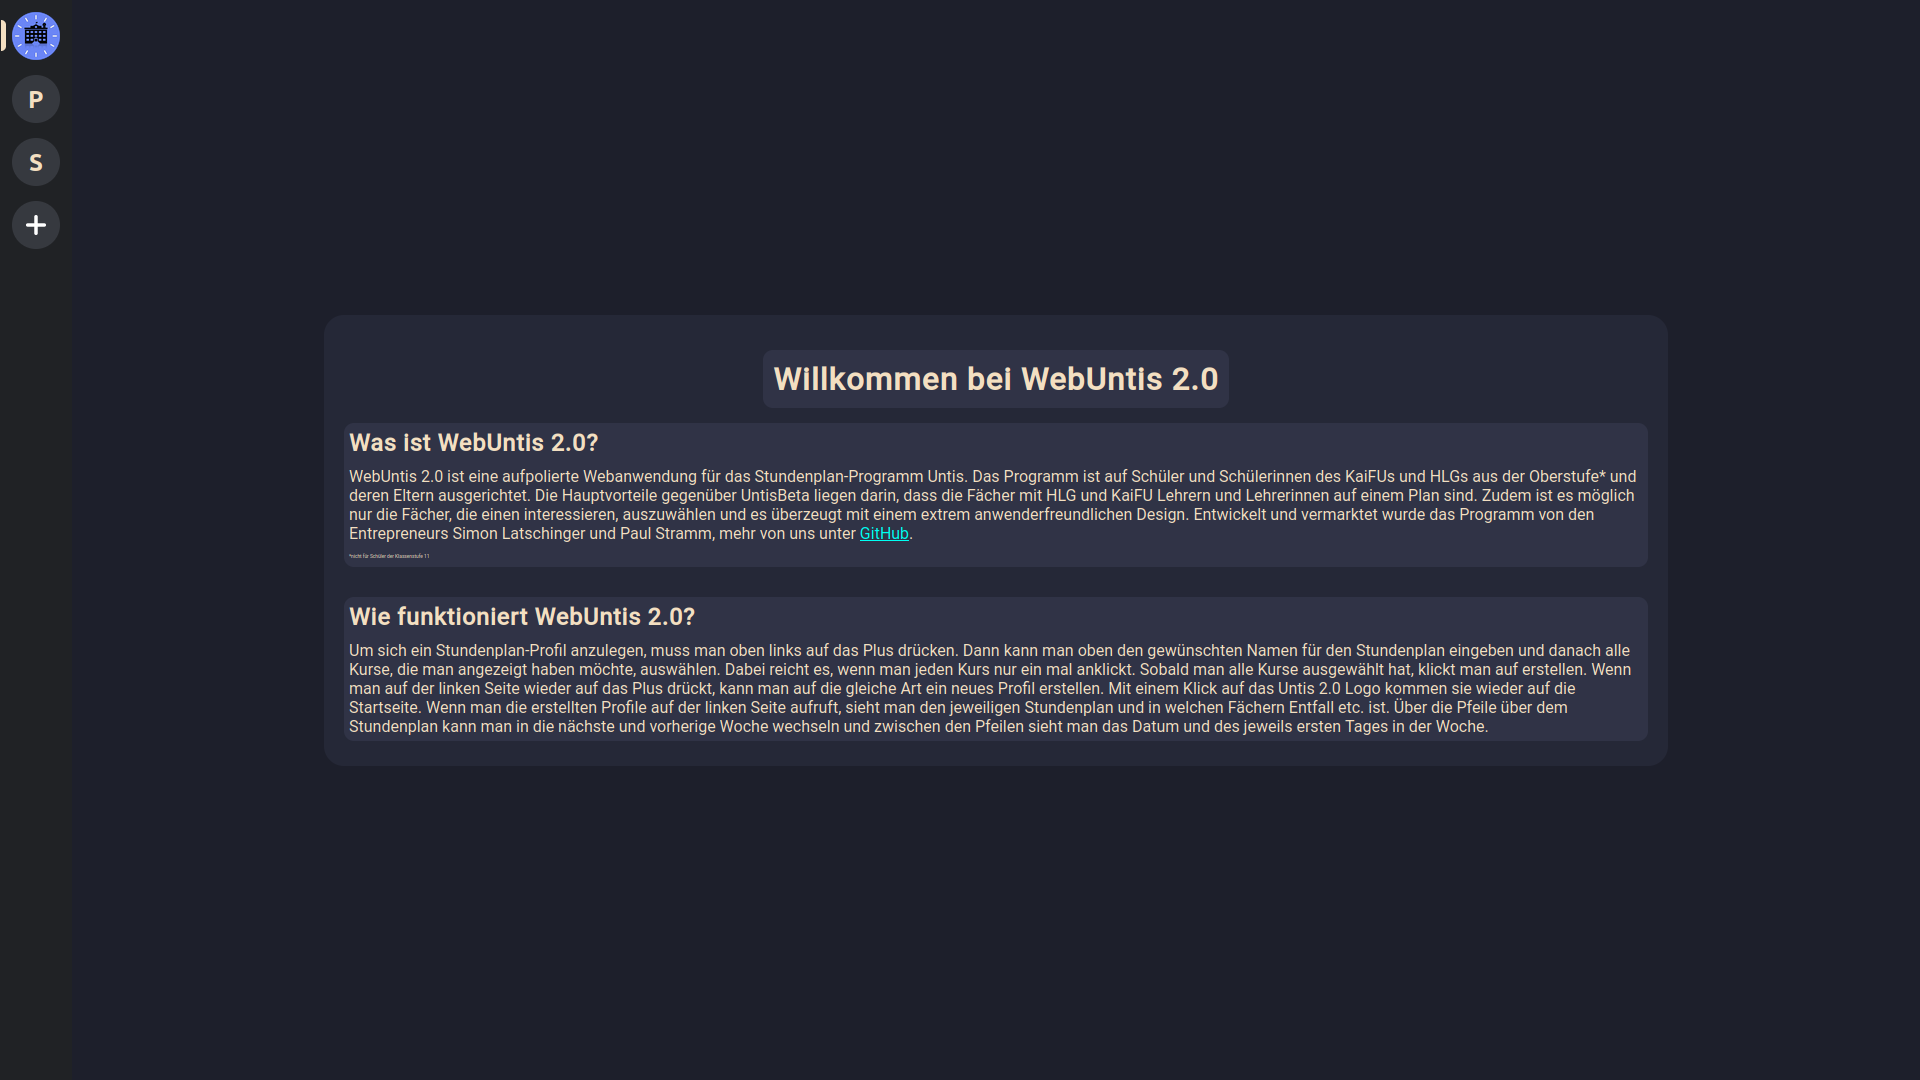 P
S
Willkommen bei WebUntis 2.0
Was ist WebUntis 2.0?
WebUntis 2.0 ist eine aufpolierte Webanwendung für das Stundenplan-Programm Untis. Das Programm ist auf Schüler und Schülerinnen des KaiFUs und HLGs aus der Oberstufe* und
deren Eltern ausgerichtet. Die Hauptvorteile gegenüber UntisBeta liegen darin, dass die Fächer mit HLG und KaiFU Lehrern und Lehrerinnen auf einem Plan sind. Zudem ist es möglich
nur die Fächer, die einen interessieren, auszuwählen und es überzeugt mit einem extrem anwenderfreundlichen Design. Entwickelt und vermarktet wurde das Programm von den
Entrepreneurs Simon Latschinger und Paul Stramm, mehr von uns unter GitHub.
*nicht für Schüler der Klassenstufe 11
Wie funktioniert WebUntis 2.0?
Um sich ein Stundenplan-Profil anzulegen, muss man oben links auf das Plus drücken. Dann kann man oben den gewünschten Namen für den Stundenplan eingeben und danach alle
Kurse, die man angezeigt haben möchte, auswählen. Dabei reicht es, wenn man jeden Kurs nur ein mal anklickt. Sobald man alle Kurse ausgewählt hat, klickt man auf erstellen. Wenn
man auf der linken Seite wieder auf das Plus drückt, kann man auf die gleiche Art ein neues Profil erstellen. Mit einem Klick auf das Untis 2.0 Logo kommen sie wieder auf die
Startseite. Wenn man die erstellten Profile auf der linken Seite aufruft, sieht man den jeweiligen Stundenplan und in welchen Fächern Entfall etc. ist. Über die Pfeile über dem
Stundenplan kann man in die nächste und vorherige Woche wechseln und zwischen den Pfeilen sieht man das Datum und des jeweils ersten Tages in der Woche.